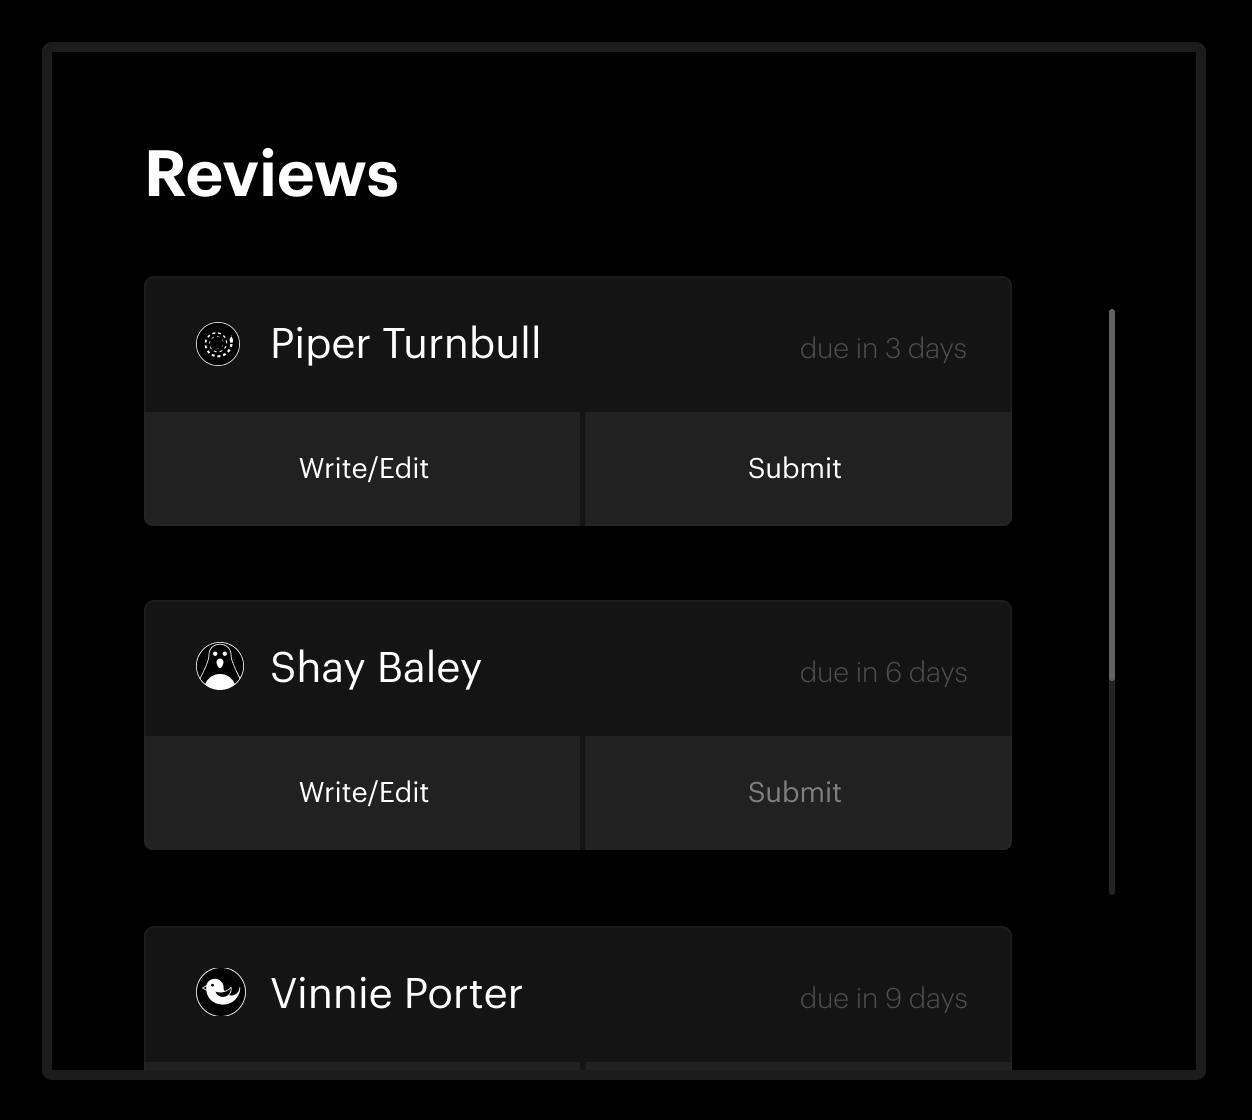 Reviews
Piper Turnbull
due in 3 days
Write/Edit
Submit
Shay Baley
due in 6 days
Write/Edit
Submit
Vinnie Porter
due in 9 days